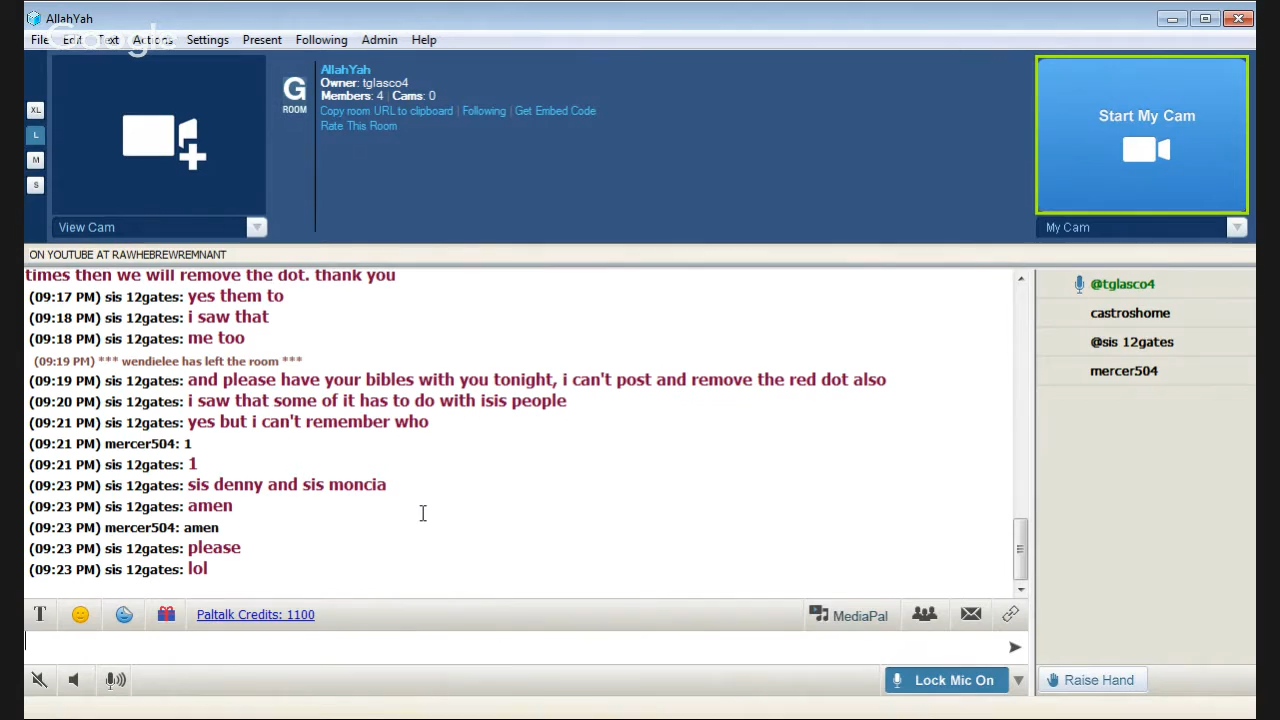 AllahYah
Google
File Edit Text Actions Settings Present Following Admin Help
XL
L
M
S
G
ROOM
AllahYah
Owner: tglasco4
Members: 4 | Cams: 0
Copy room URL to clipboard | Following | Get Embed Code
Rate This Room
Start My Cam
View Cam
My Cam
ON YOUTUBE AT RAWHEBREWREMNANT
times then we will remove the dot. thank you
(09:17 PM) sis 12gates: yes them to
(09:18 PM) sis 12gates: i saw that
(09:18 PM) sis 12gates: me too
(09:19 PM) *** wendielee has left the room ***
(09:19 PM) sis 12gates: and please have your bibles with you tonight, i can't post and remove the red dot also
(09:20 PM) sis 12gates: i saw that some of it has to do with isis people
(09:21 PM) sis 12gates: yes but i can't remember who
(09:21 PM) mercer504: 1
(09:21 PM) sis 12gates: 1
(09:23 PM) sis 12gates: sis denny and sis moncia
(09:23 PM) sis 12gates: amen
(09:23 PM) mercer504: amen
(09:23 PM) sis 12gates: please
(09:23 PM) sis 12gates: lol
@tglasco4
castroshome
@sis 12gates
mercer504
T
Paltalk Credits: 1100
MediaPal
Lock Mic On
Raise Hand